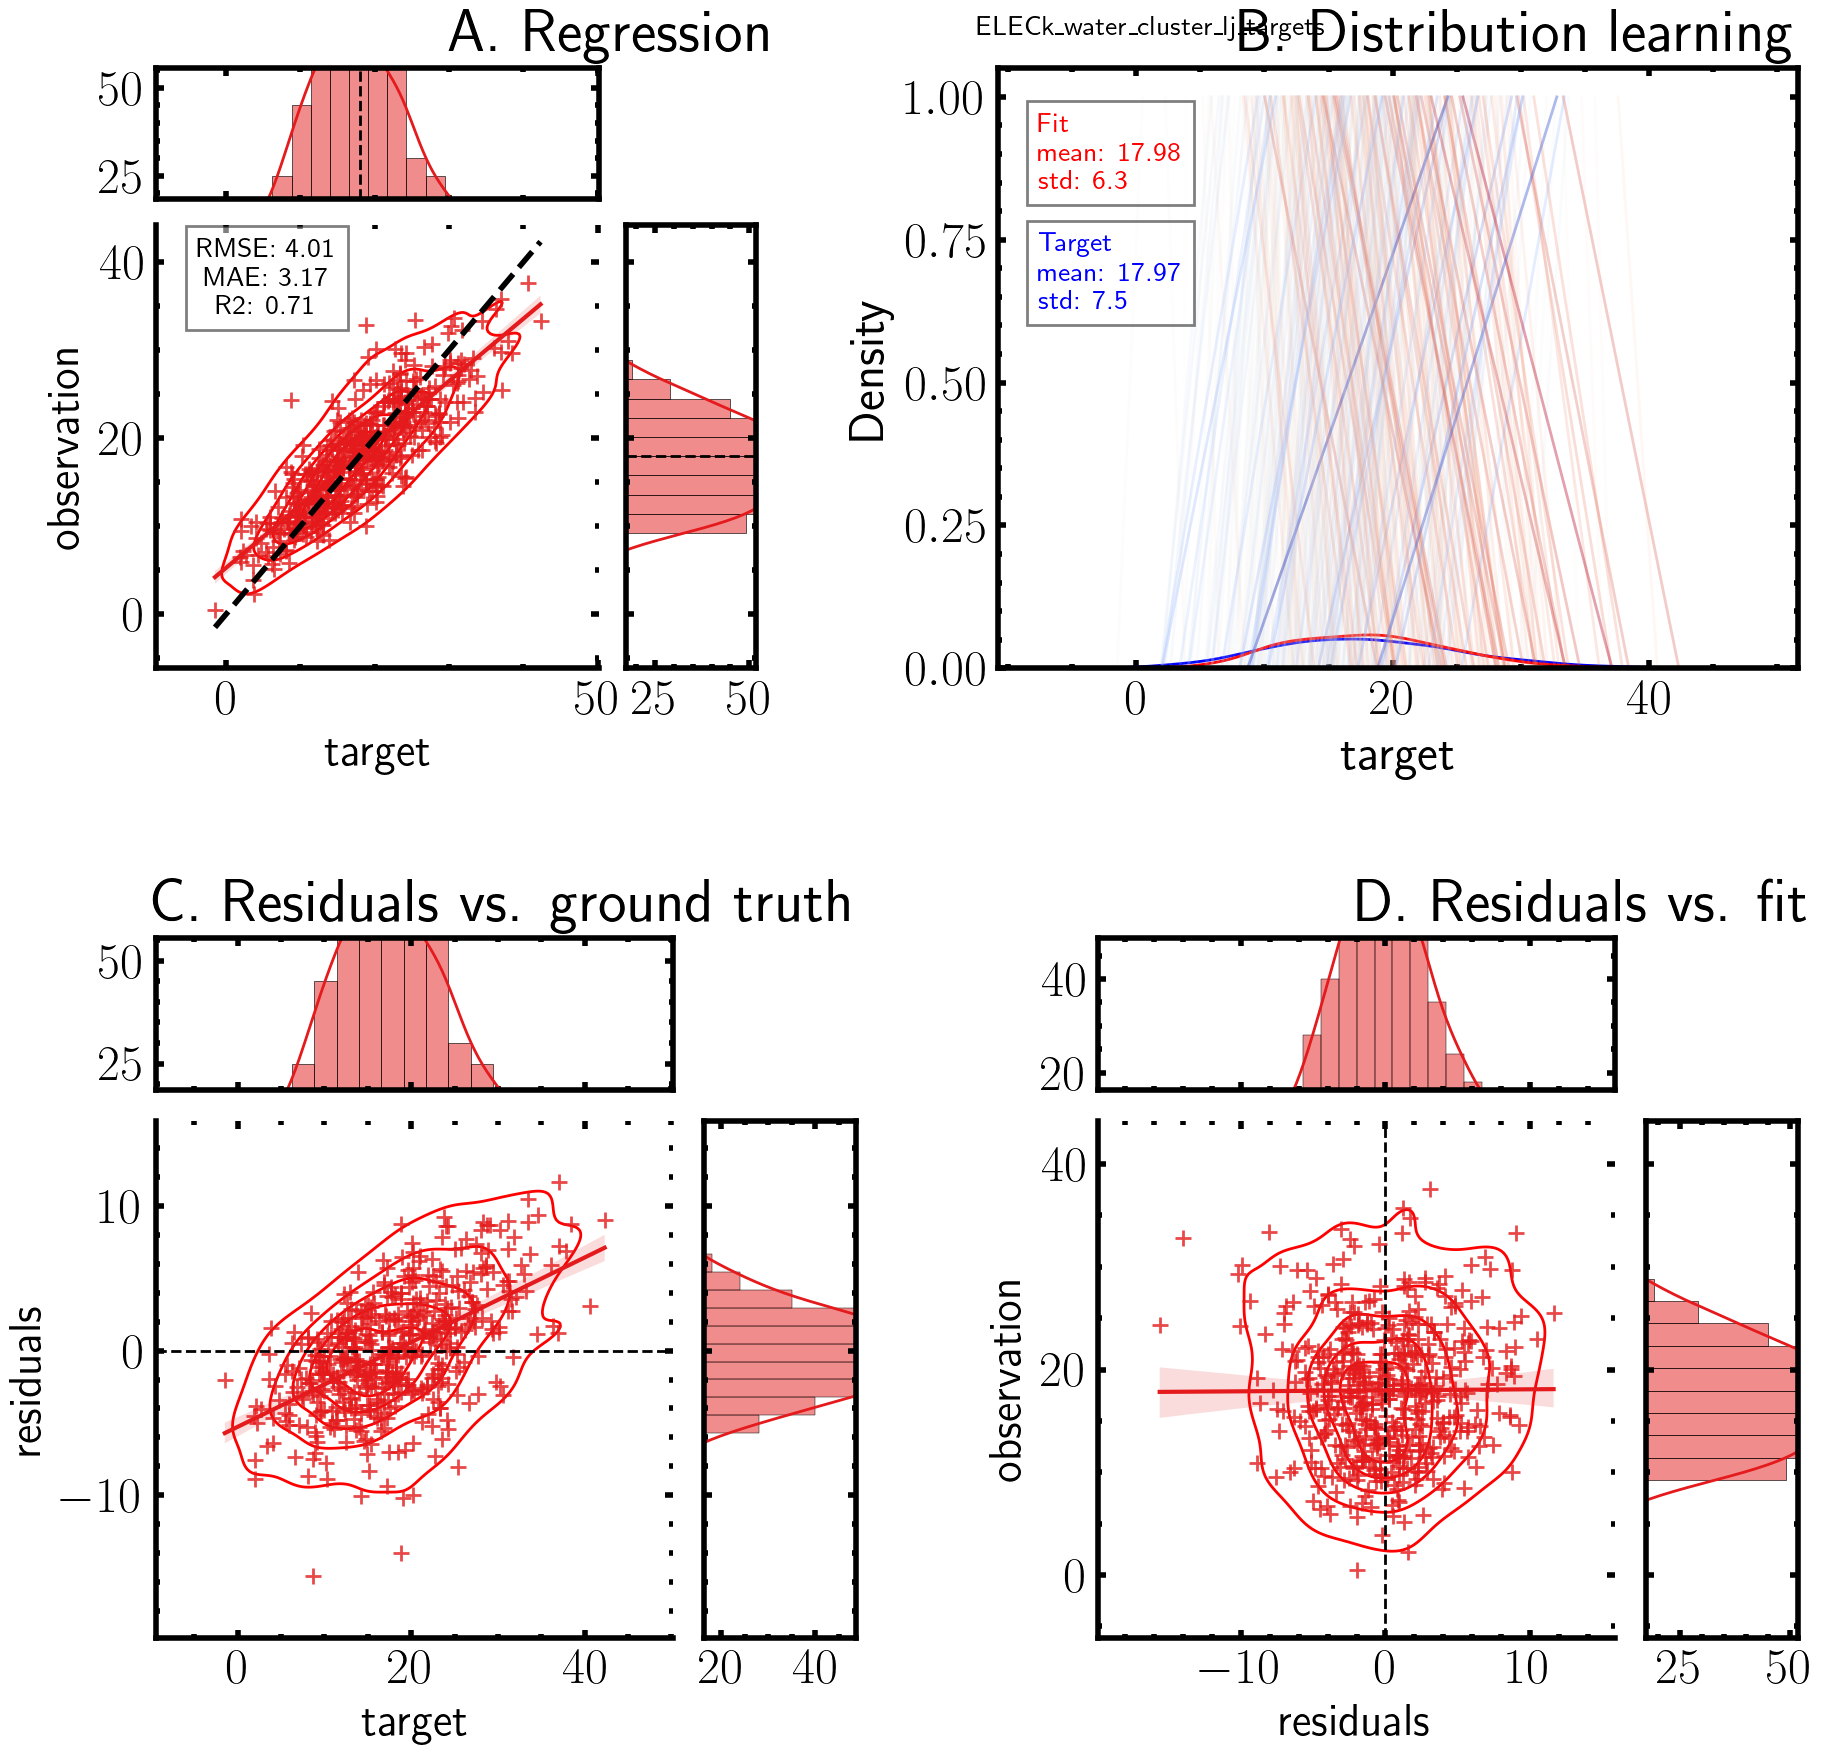 A. Regression
50
25
RMSE: 4.01
MAE: 3.17
R2: 0.71
40
20
0
observation
0
50
25
50
target
ELECk_water_cluster_lj_targets
B. Distribution learning
1.00
0.75
0.50
0.25
0.00
Density
Fit
mean: 17.98
std: 6.3
Target
mean: 17.97
std: 7.5
0
20
40
target
C. Residuals vs. ground truth
50
25
10
0
−10
residuals
0
20
40
20
40
target
D. Residuals vs. fit
40
20
40
20
0
observation
−10
0
10
25
50
residuals